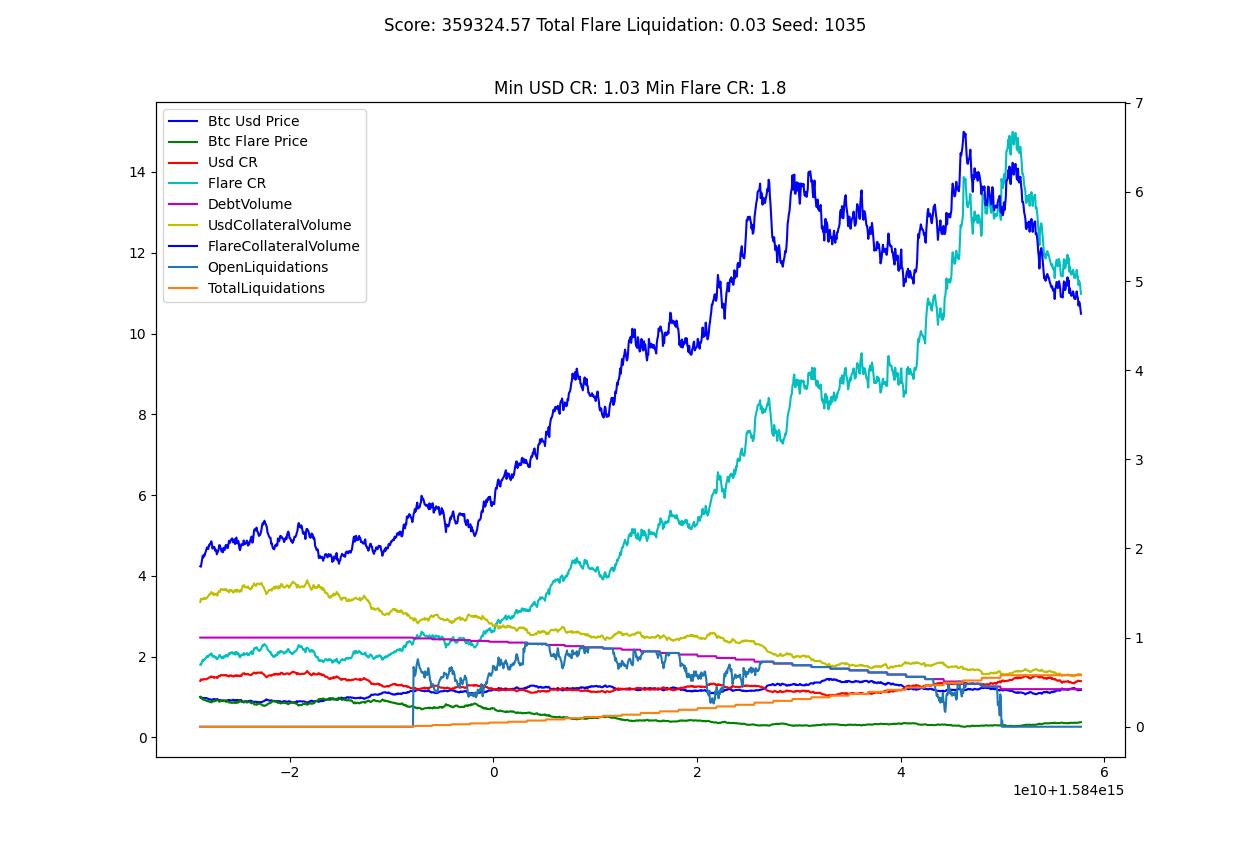 Score: 359324.57 Total Flare Liquidation: 0.03 Seed: 1035
Min USD CR: 1.03 Min Flare CR: 1.8
Btc Usd Price
Btc Flare Price
Usd CR
Flare CR
DebtVolume
UsdCollateralVolume
FlareCollateralVolume
OpenLiquidations
TotalLiquidations
14
12
10
8
6
4
2
0
7
6
5
4
3
2
1
0
−2 0 2 4 6
1e10+1.584e15